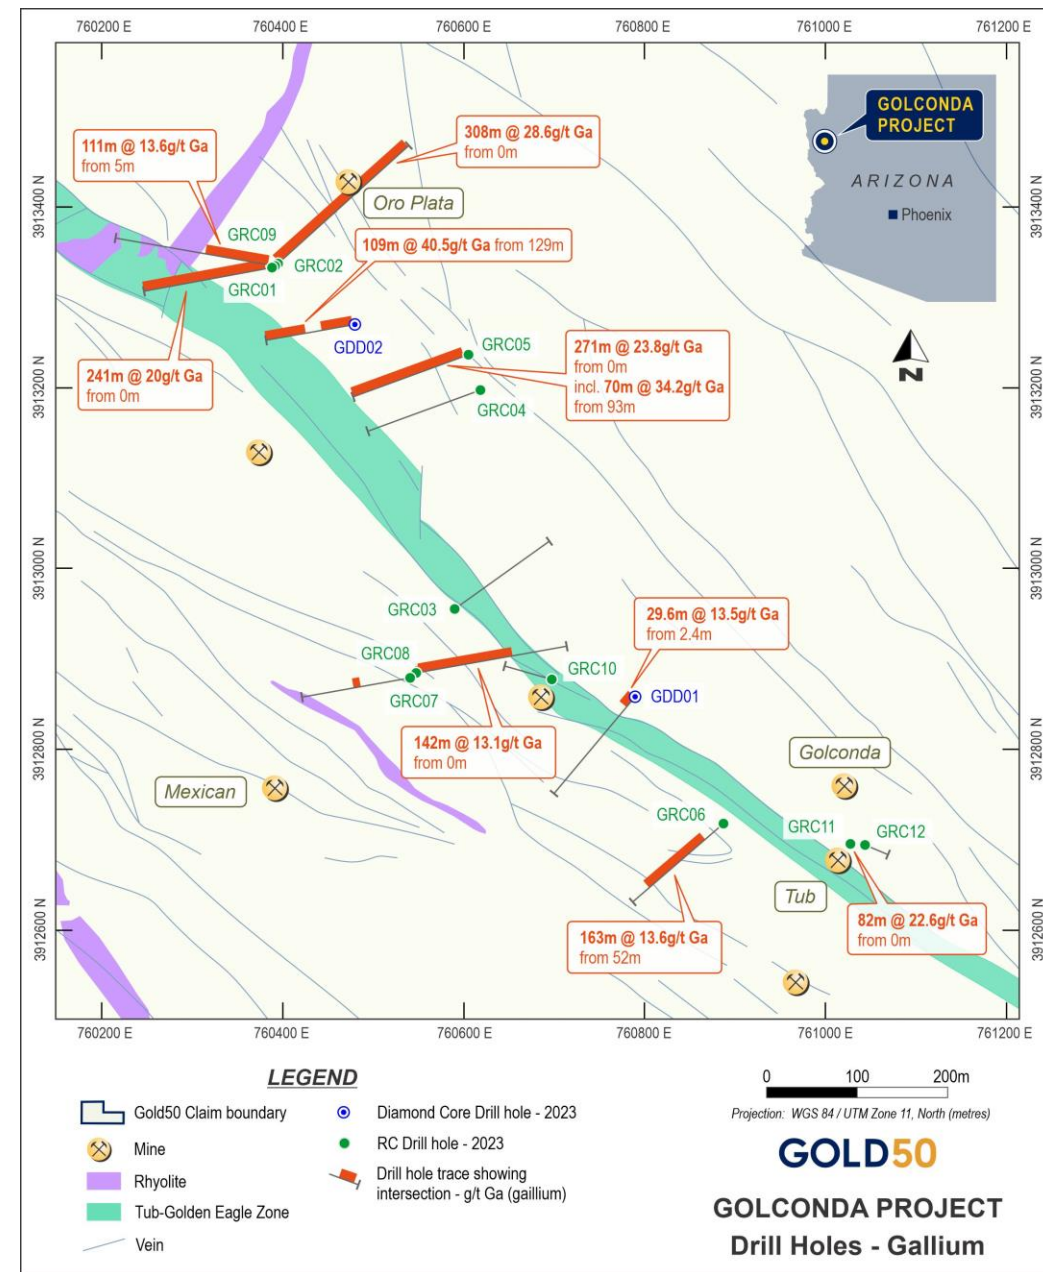 760200 E
760400 E
760600 E
760800 E
761000 E
761200 E
3913400 N
3913200 N
3913000 N
3912800 N
3912600 N
3913400 N
3913200 N
3913000 N
3912800 N
3912600 N
GOLCONDA
PROJECT
ARIZONA
Phoenix
N
111m @ 13.6g/t Ga
from 5m
308m @ 28.6g/t Ga
from 0m
Oro Plata
GRC09
109m @ 40.5g/t Ga from 129m
GRC02
GRC01
GDD02
241m @ 20g/t Ga
from 0m
GRC05
271m @ 23.8g/t Ga
from 0m
incl. 70m @ 34.2g/t Ga
from 93m
GRC04
GRC03
29.6m @ 13.5g/t Ga
from 2.4m
GRC08
GRC10
GRC07
GDD01
142m @ 13.1g/t Ga
from 0m
Golconda
Mexican
GRC06
GRC11
GRC12
Tub
82m @ 22.6g/t Ga
from 0m
163m @ 13.6g/t Ga
from 52m
760200 E
760400 E
760600 E
760800 E
761000 E
761200 E
LEGEND
Gold50 Claim boundary
Mine
Rhyolite
Tub-Golden Eagle Zone
Vein
Diamond Core Drill hole - 2023
RC Drill hole - 2023
Drill hole trace showing
intersection - g/t Ga (gaillium)
0 100 200m
Projection: WGS 84 / UTM Zone 11, North (metres)
GOLD50
GOLCONDA PROJECT
Drill Holes - Gallium